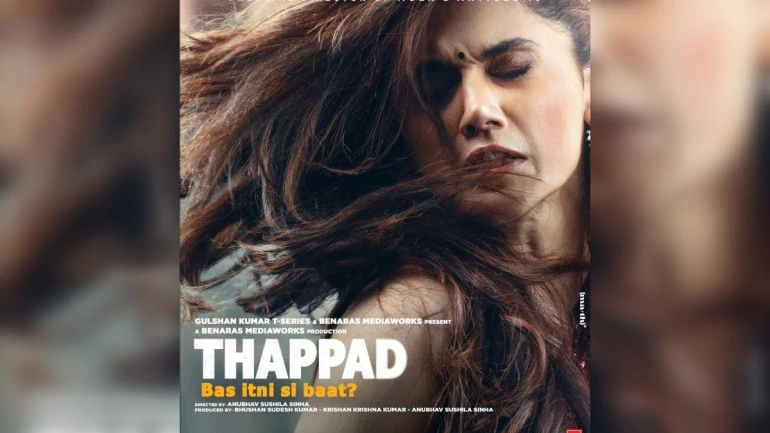 GULSHAN KUMAR T-SERIES & BENARAS MEDIAWORKS PRESENT
A BENARAS MEDIAWORKS PRODUCTION
THAPPAD
Bas itni si baat?
DIRECTED BY: ANUBHAV SUSHILA SINHA
PRODUCED BY: BHUSHAN SUDESH KUMAR - KRISHAN KRISHNA KUMAR - ANUBHAV SUSHILA SINHA